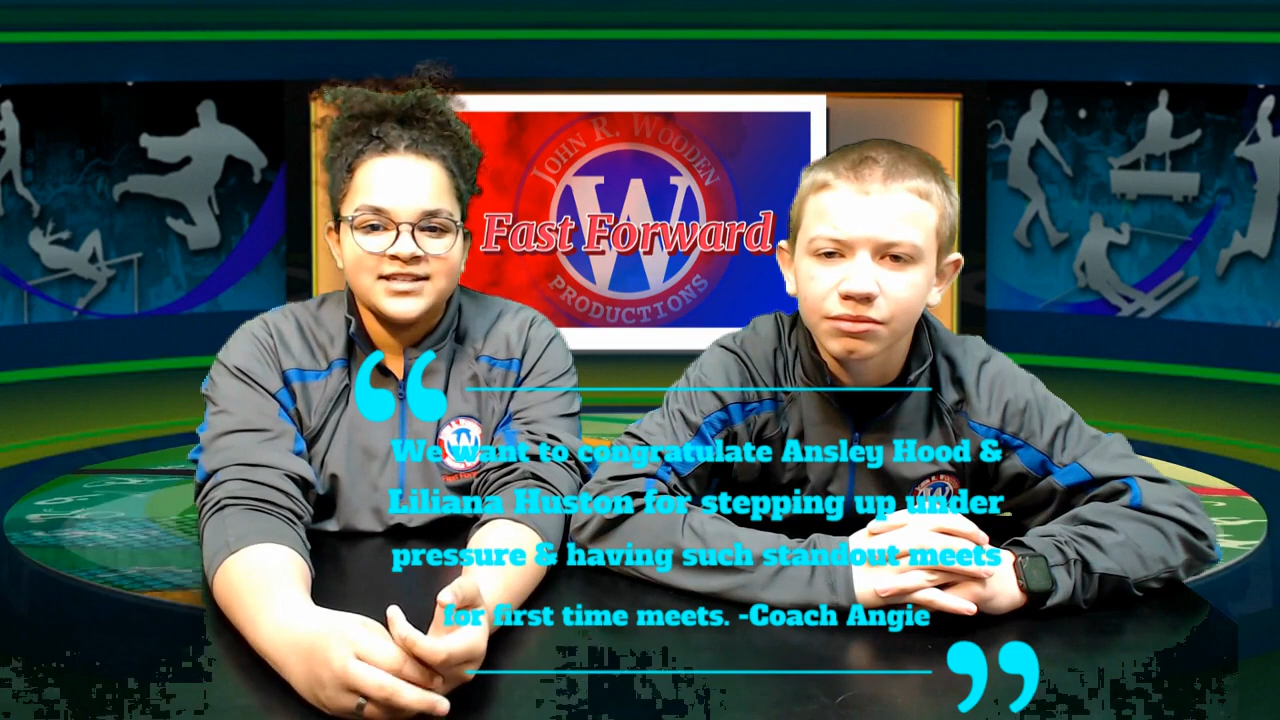 JOHN R. WOODEN
W
Fast Forward
PRODUCTIONS
W
We want to congratulate Ansley Hood &
Liliana Huston for stepping up under
pressure & having such standout meets
for first time meets. -Coach Angie